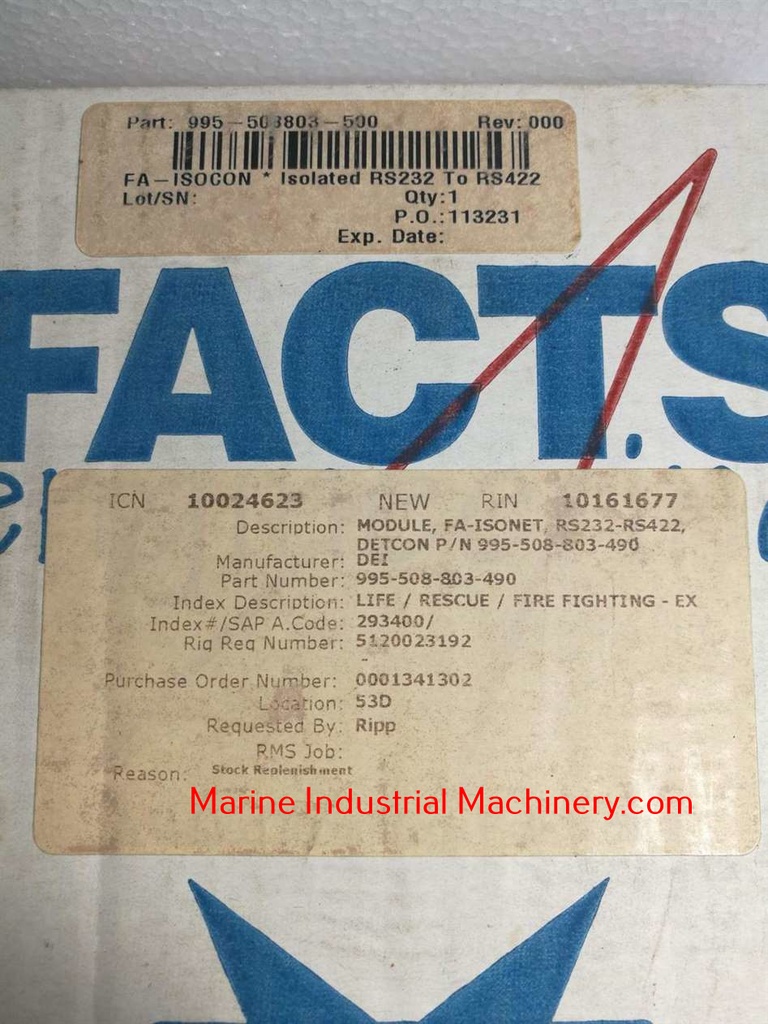 Part: 995-508803-500 Rev: 000
FA-ISOCON * Isolated RS232 To RS422
Lot/SN: Qty:1
P.O.:113231
Exp. Date:
FACTS
ICN 10024623 NEW RIN 10161677
Description: MODULE, FA-ISONET, RS232-RS422,
DETCON P/N 995-508-803-490
Manufacturer: DEI
Part Number: 995-508-803-490
Index Description: LIFE / RESCUE / FIRE FIGHTING - EX
Index#/SAP A.Code: 293400/
Rig Req Number: 5120023192
-
Purchase Order Number: 0001341302
Location: 53D
Requested By: Ripp
RMS Job:
Reason: Stock Replenishment
Marine Industrial Machinery.com